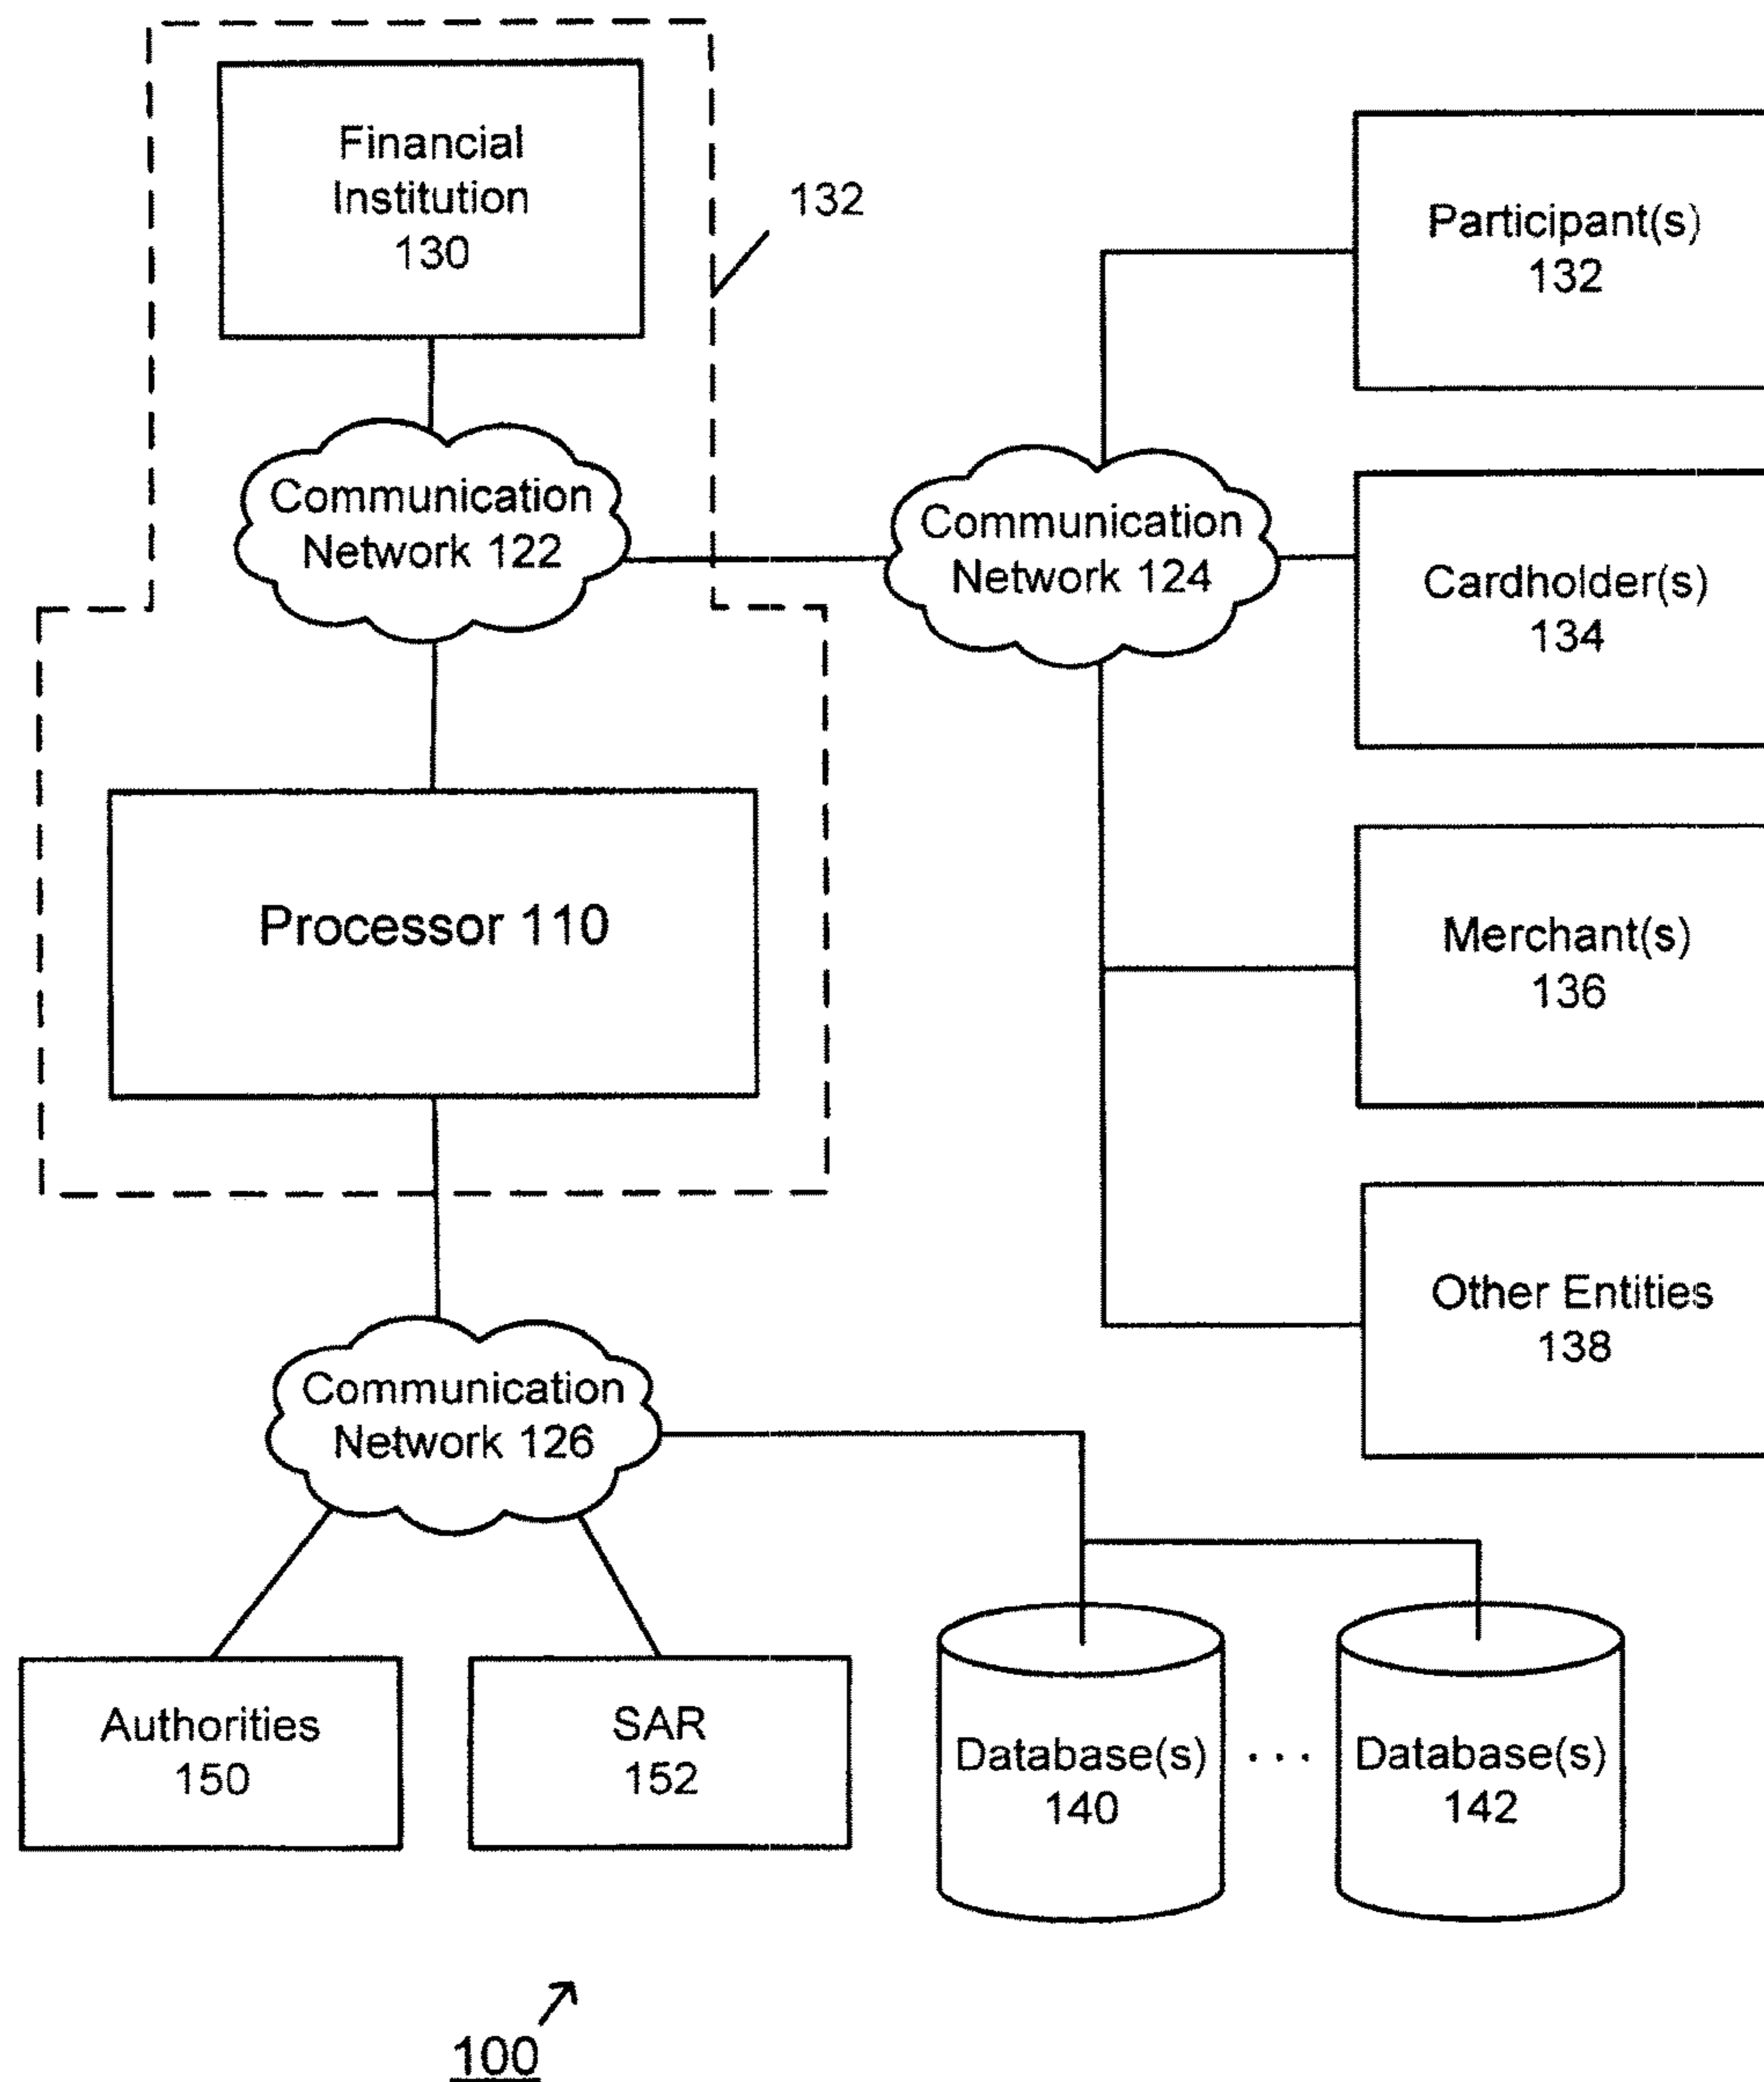 Financial
Institution
130
132
Participant(s)
132
Communication
Network 122
Communication
Network 124
Cardholder(s)
134
Processor 110
Merchant(s)
136
Other Entities
138
Communication
Network 126
Authorities
150
SAR
152
Database(s)
140
. . .
Database(s)
142
100